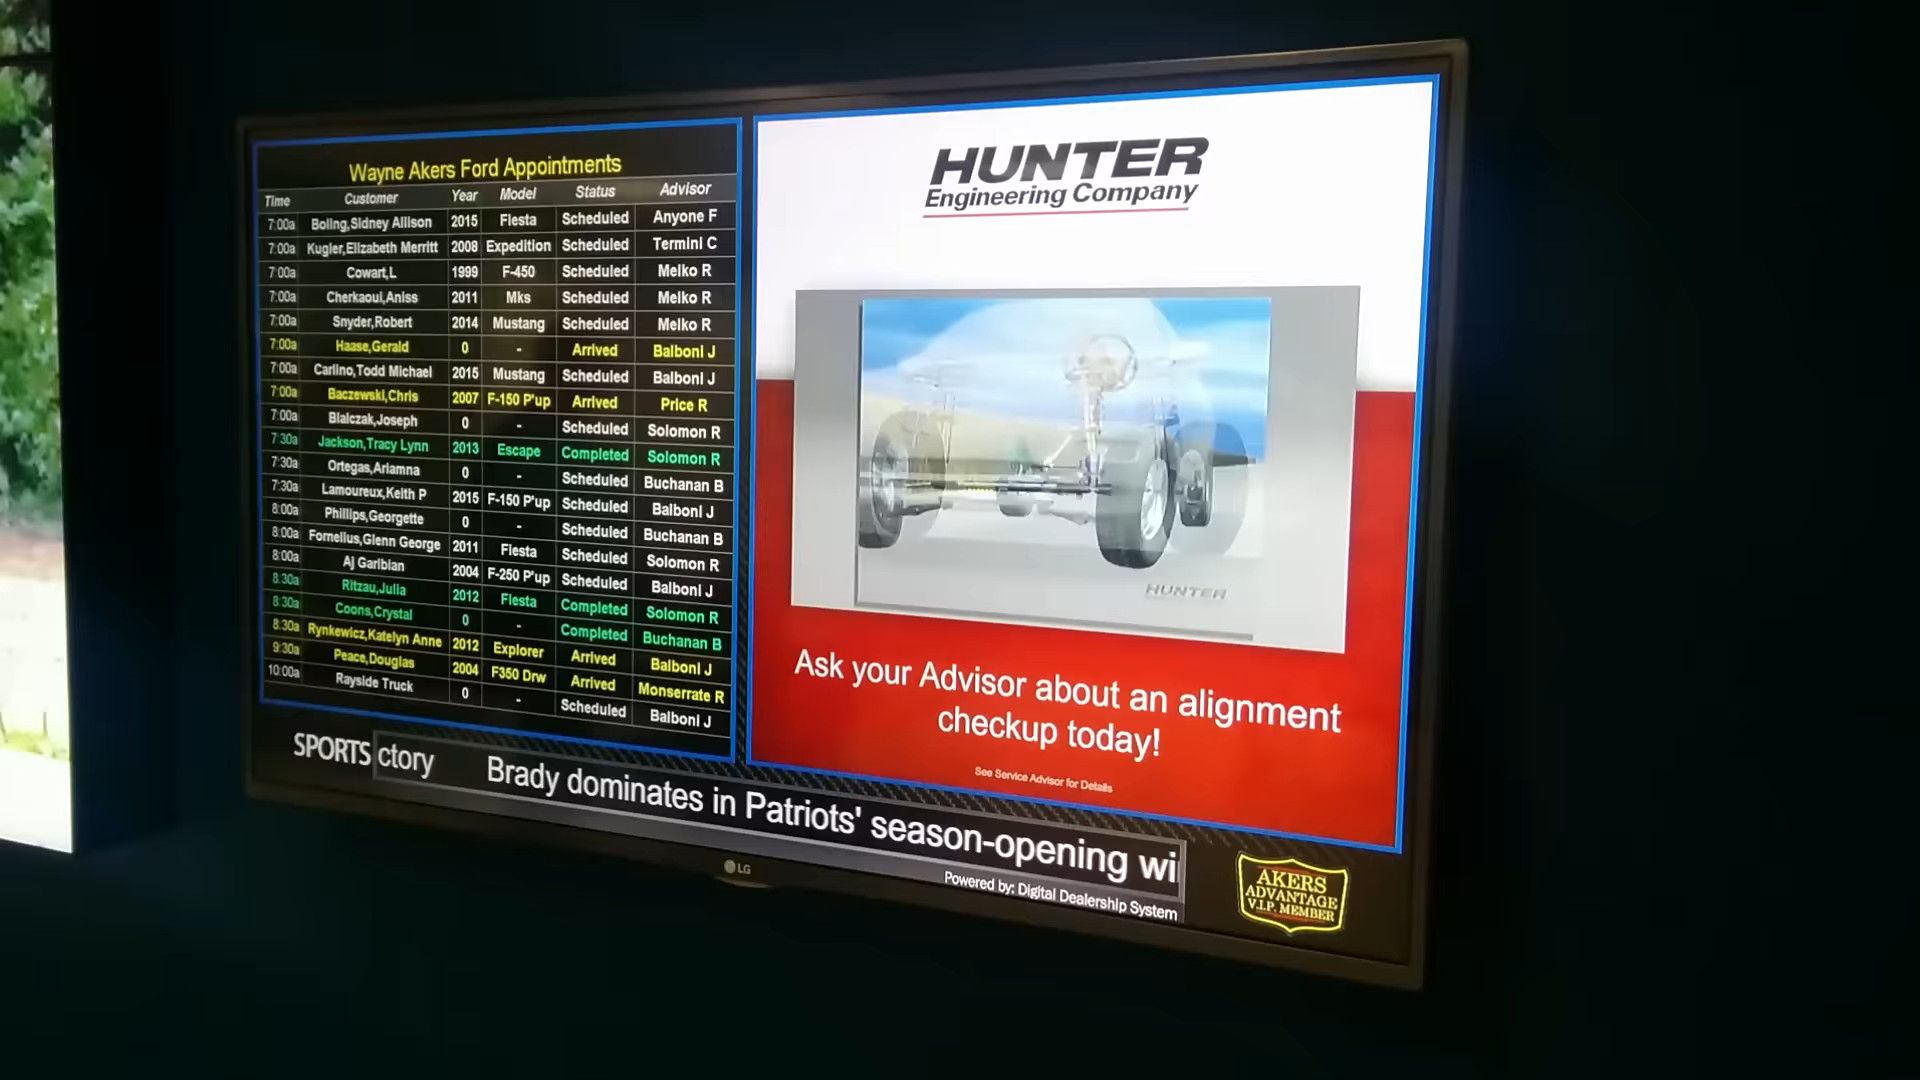 Wayne Akers Ford Appointments
Time Customer Year Model Status Advisor
7:00a Boling,Sidney Allison 2015 Fiesta Scheduled Anyone F
7:00a Kugler,Elizabeth Merritt 2008 Expedition Scheduled Termini C
7:00a Cowart,L 1999 F-450 Scheduled Melko R
7:00a Cherkaoui,Aniss 2011 Mks Scheduled Melko R
7:00a Snyder,Robert 2014 Mustang Scheduled Melko R
7:00a Haase,Gerald 0 - Arrived Balboni J
7:00a Carlino,Todd Michael 2015 Mustang Scheduled Balboni J
7:00a Baczewski,Chris 2007 F-150 P'up Arrived Price R
7:00a Bialczak,Joseph 0 - Scheduled Solomon R
7:30a Jackson,Tracy Lynn 2013 Escape Completed Solomon R
7:30a Ortegas,Arianna 0 - Scheduled Buchanan B
7:30a Lamoureux,Keith P 2015 F-150 P'up Scheduled Balboni J
8:00a Phillips,Georgette 0 - Scheduled Buchanan B
8:00a Fornelius,Glenn George 2011 Fiesta Scheduled Solomon R
8:00a Aj Garibian 2004 F-250 P'up Scheduled Balboni J
8:30a Ritzau,Julia 2012 Fiesta Completed Solomon R
8:30a Coons,Crystal 0 - Completed Buchanan B
8:30a Rynkewicz,Katelyn Anne 2012 Explorer Arrived Balboni J
9:30a Peace,Douglas 2004 F350 Drw Arrived Monserrate R
10:00a Rayside Truck 0 - Scheduled Balboni J
HUNTER
Engineering Company
HUNTER
Ask your Advisor about an alignment
checkup today!
See Service Advisor for Details
SPORTS ctory Brady dominates in Patriots' season-opening wi
Powered by: Digital Dealership System
AKERS
ADVANTAGE
V.I.P. MEMBER
LG